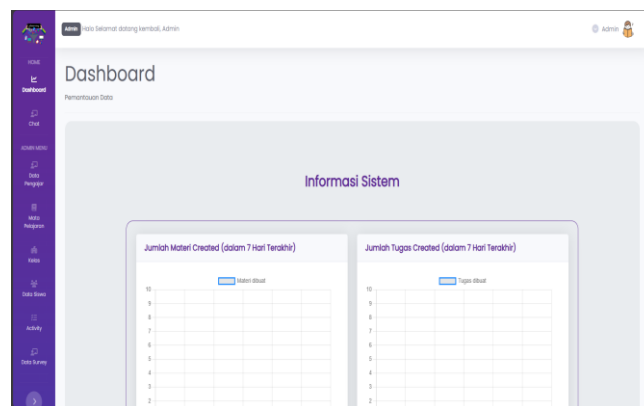 Admin Halo Selamat datang kembali, Admin
Admin
HOME
Dashboard
Chat
ADMIN MENU
Data
Pengajar
Mata
Pelajaran
Kelas
Data Siswa
Activity
Data Survey
Dashboard
Pemantauan Data
Informasi Sistem
Jumlah Materi Created (dalam 7 Hari Terakhir)
Materi dibuat
10
9
8
7
6
5
4
3
2
Jumlah Tugas Created (dalam 7 Hari Terakhir)
Tugas dibuat
10
9
8
7
6
5
4
3
2